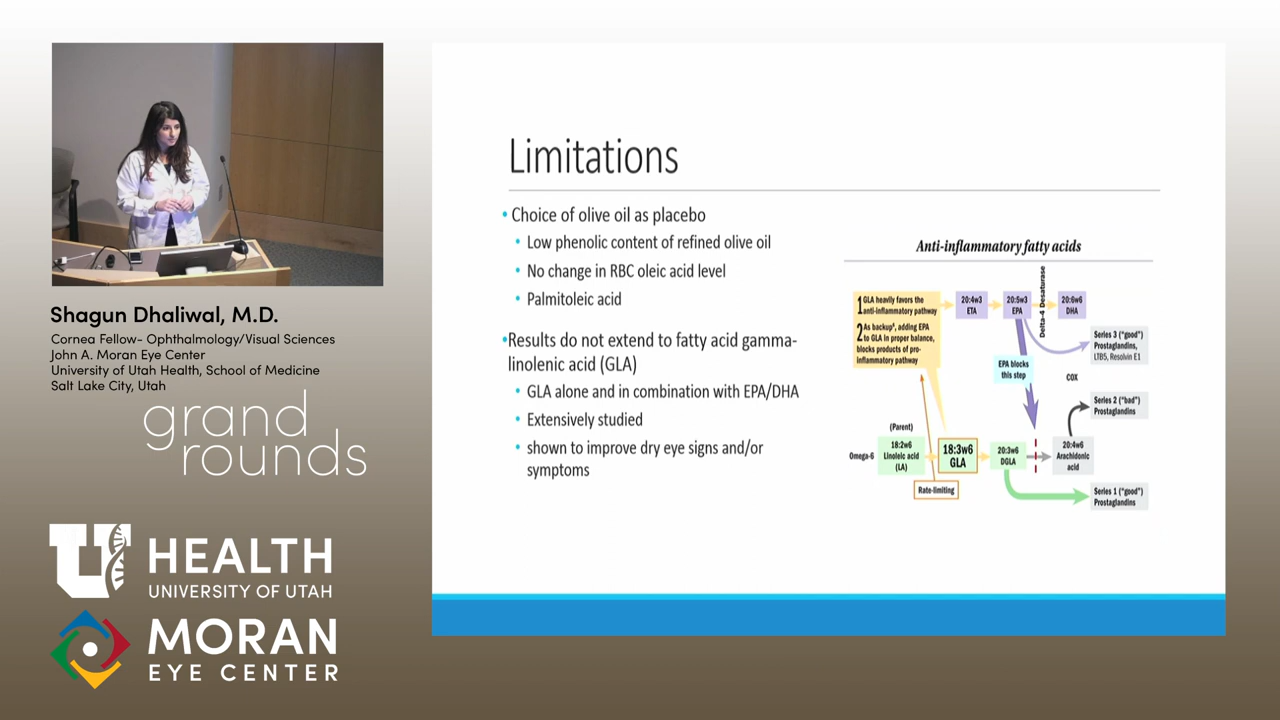 Limitations
• Choice of olive oil as placebo
• Low phenolic content of refined olive oil
• No change in RBC oleic acid level
• Palmitoleic acid
•Results do not extend to fatty acid gamma-
linolenic acid (GLA)
• GLA alone and in combination with EPA/DHA
• Extensively studied
• shown to improve dry eye signs and/or
symptoms
Anti-inflammatory fatty acids
1 GLA heavily favors the
anti-inflammatory pathway
2 As backup⁴, adding EPA
to GLA in proper balance,
blocks products of pro-
inflammatory pathway
20:4w3
ETA
20:5w3
EPA
Delta-4 Desaturase
20:6w6
DHA
Series 3 ("good")
Prostaglandins,
LTB5, Resolvin E1
EPA blocks
this step
COX
Series 2 ("bad")
Prostaglandins
(Parent)
Omega-6
18:2w6
Linoleic acid
(LA)
18:3w6
GLA
20:3w6
DGLA
20:4w6
Arachidonic
acid
Rate-limiting
Series 1 ("good")
Prostaglandins
Shagun Dhaliwal, M.D.
Cornea Fellow- Ophthalmology/Visual Sciences
John A. Moran Eye Center
University of Utah Health, School of Medicine
Salt Lake City, Utah
grand
rounds
U HEALTH
UNIVERSITY OF UTAH
MORAN
EYE CENTER